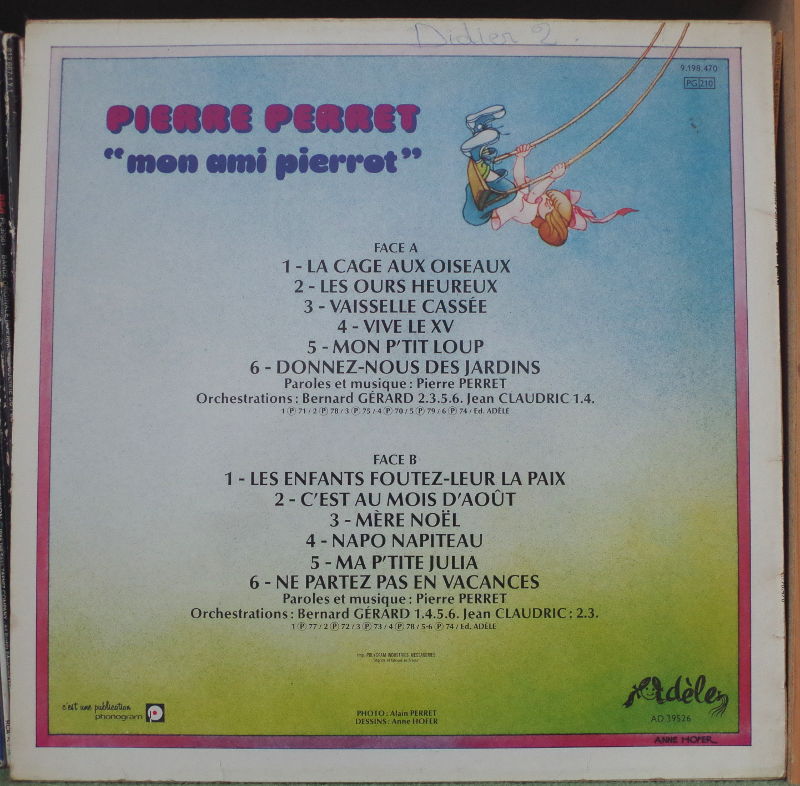 Didier 2.
9.198.470
PG 210
PIERRE PERRET
"mon ami pierrot"
FACE A
1 - LA CAGE AUX OISEAUX
2 - LES OURS HEUREUX
3 - VAISSELLE CASSÉE
4 - VIVE LE XV
5 - MON P'TIT LOUP
6 - DONNEZ-NOUS DES JARDINS
Paroles et musique : Pierre PERRET
Orchestrations : Bernard GÉRARD 2.3.5.6. Jean CLAUDRIC 1.4.
1 Ⓟ 71 / 2 Ⓟ 78 / 3 Ⓟ 75 / 4 Ⓟ 70 / 5 Ⓟ 79 / 6 Ⓟ 74 / Ed. ADÈLE
FACE B
1 - LES ENFANTS FOUTEZ-LEUR LA PAIX
2 - C'EST AU MOIS D'AOÛT
3 - MÈRE NOËL
4 - NAPO NAPITEAU
5 - MA P'TITE JULIA
6 - NE PARTEZ PAS EN VACANCES
Paroles et musique : Pierre PERRET
Orchestrations : Bernard GÉRARD 1.4.5.6. Jean CLAUDRIC : 2.3.
1 Ⓟ 77 / 2 Ⓟ 72 / 3 Ⓟ 73 / 4 Ⓟ 78 / 5-6 Ⓟ 74 / Ed. ADÈLE
Imp. POLYGRAM INDUSTRIES MESSAGERIES
c'est une publication
phonogram
PHOTO : Alain PERRET
DESSINS : Anne HOFER
Adèle
AD 39526
ANNE HOFER